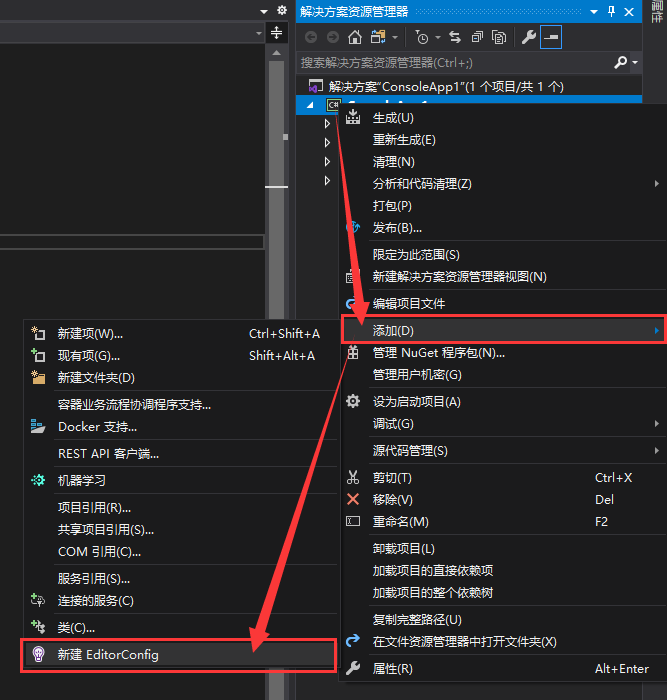 解决方案资源管理器
属性
搜索解决方案资源管理器(Ctrl+;)
解决方案"ConsoleApp1"(1 个项目/共 1 个)
C#
生成(U)
重新生成(E)
清理(N)
分析和代码清理(Z)
打包(P)
发布(B)...
限定为此范围(S)
新建解决方案资源管理器视图(N)
编辑项目文件
添加(D)
管理 NuGet 程序包(N)...
管理用户机密(G)
设为启动项目(A)
调试(G)
源代码管理(S)
剪切(T) Ctrl+X
移除(V) Del
重命名(M) F2
卸载项目(L)
加载项目的直接依赖项
加载项目的整个依赖树
复制完整路径(U)
在文件资源管理器中打开文件夹(X)
属性(R) Alt+Enter
新建项(W)... Ctrl+Shift+A
现有项(G)... Shift+Alt+A
新建文件夹(D)
容器业务流程协调程序支持...
Docker 支持...
REST API 客户端...
机器学习
项目引用(R)...
共享项目引用(S)...
COM 引用(C)...
服务引用(S)...
连接的服务(C)
类(C)...
新建 EditorConfig